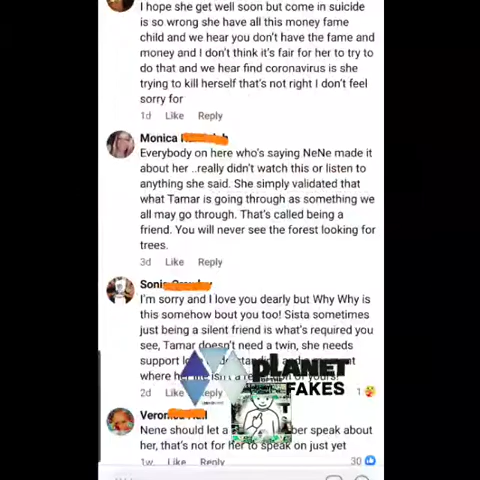 I hope she get well soon but come in suicide
is so wrong she have all this money fame
child and we hear you don't have the fame and
money and I don't think it's fair for her to try to
do that and we hear find coronavirus is she
trying to kill herself that's not right I don't feel
sorry for
1d Like Reply
Monica
Everybody on here who's saying NeNe made it
about her ..really didn't watch this or listen to
anything she said. She simply validated that
what Tamar is going through as something we
all may go through. That's called being a
friend. You will never see the forest looking for
trees.
3d Like Reply
Sonia
I'm sorry and I love you dearly but Why Why is
this somehow bout you too! Sista sometimes
just being a silent friend is what's required you
see, Tamar doesn't need a twin, she needs
support
where
2d Like Reply 1
PLANET
OF THE
FAKES
Veronica
Nene should let a speak about
her, that's not for her to speak on just yet
1w Like Reply 30